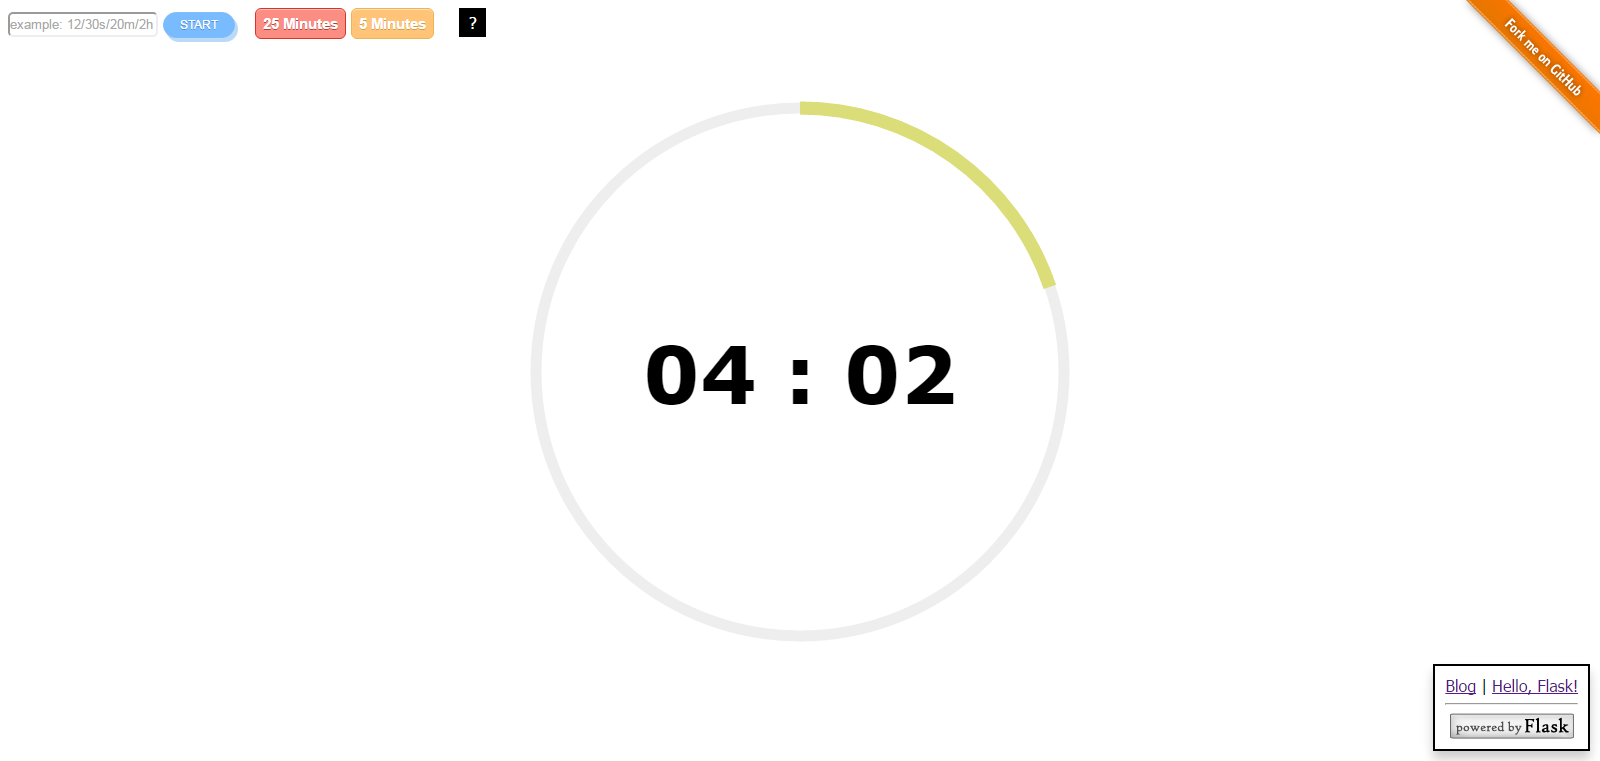 example: 12/30s/20m/2h START 25 Minutes 5 Minutes ?
Fork me on GitHub
04 : 02
Blog | Hello, Flask!
powered by Flask